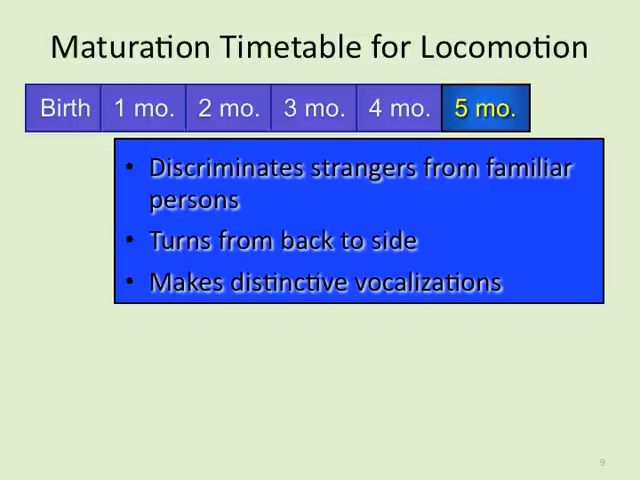 Maturation Timetable for Locomotion
Birth 1 mo. 2 mo. 3 mo. 4 mo. 5 mo.
• Discriminates strangers from familiar
persons
• Turns from back to side
• Makes distinctive vocalizations
9